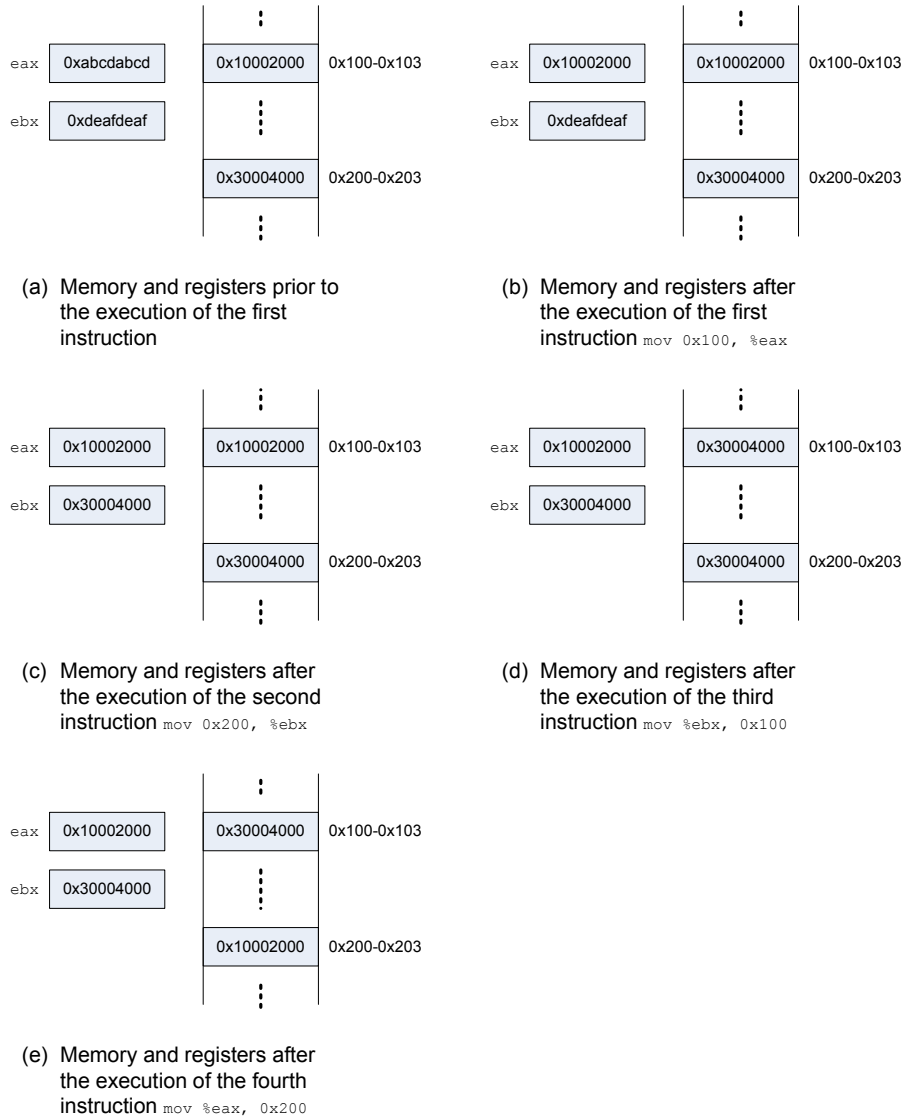 eax 0xabcdabcd 0x10002000 0x100-0x103
ebx 0xdeafdeaf
0x30004000 0x200-0x203
(a) Memory and registers prior to
the execution of the first
instruction
eax 0x10002000 0x10002000 0x100-0x103
ebx 0xdeafdeaf
0x30004000 0x200-0x203
(b) Memory and registers after
the execution of the first
instruction mov 0x100, %eax
eax 0x10002000 0x10002000 0x100-0x103
ebx 0x30004000
0x30004000 0x200-0x203
(c) Memory and registers after
the execution of the second
instruction mov 0x200, %ebx
eax 0x10002000 0x30004000 0x100-0x103
ebx 0x30004000
0x30004000 0x200-0x203
(d) Memory and registers after
the execution of the third
instruction mov %ebx, 0x100
eax 0x10002000 0x30004000 0x100-0x103
ebx 0x30004000
0x10002000 0x200-0x203
(e) Memory and registers after
the execution of the fourth
instruction mov %eax, 0x200